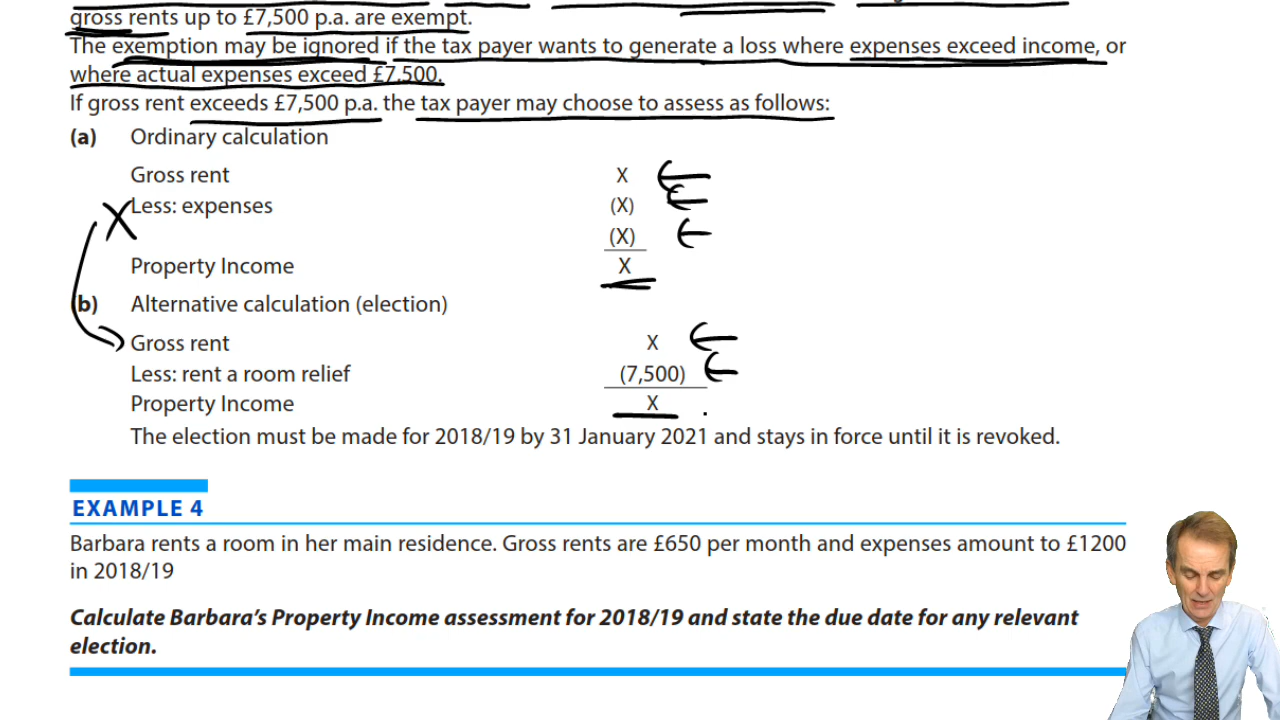 gross rents up to £7,500 p.a. are exempt.
The exemption may be ignored if the tax payer wants to generate a loss where expenses exceed income, or
where actual expenses exceed £7,500.
If gross rent exceeds £7,500 p.a. the tax payer may choose to assess as follows:
(a) Ordinary calculation
Gross rent X
Less: expenses (X)
(X)
Property Income X
(b) Alternative calculation (election)
Gross rent X
Less: rent a room relief (7,500)
Property Income X
The election must be made for 2018/19 by 31 January 2021 and stays in force until it is revoked.
EXAMPLE 4
Barbara rents a room in her main residence. Gross rents are £650 per month and expenses amount to £1200
in 2018/19
Calculate Barbara's Property Income assessment for 2018/19 and state the due date for any relevant
election.